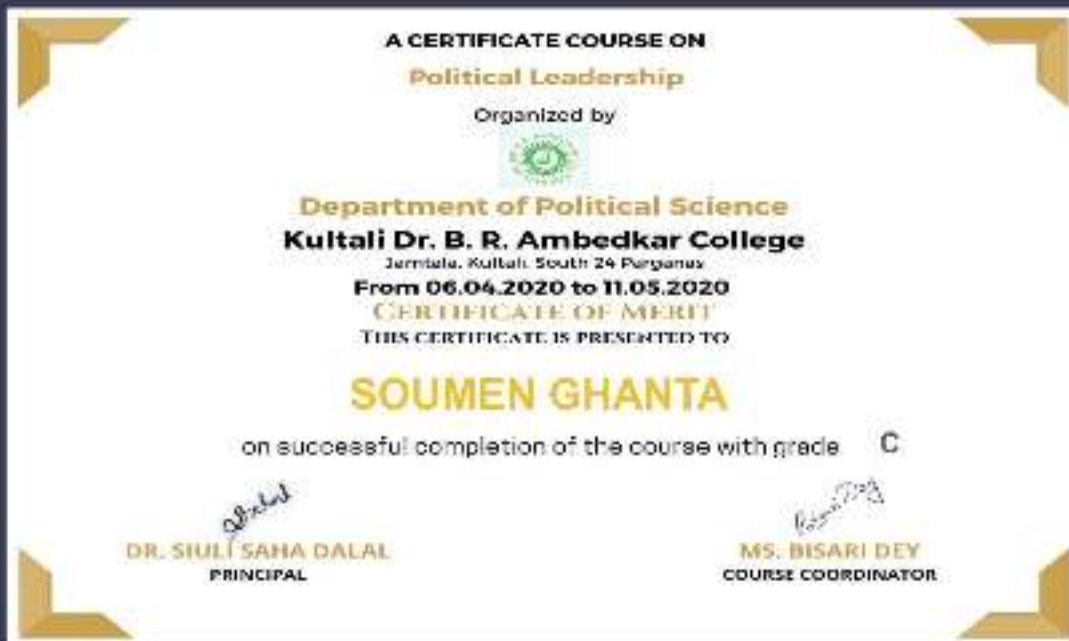 A CERTIFICATE COURSE ON
Political Leadership
Organized by
Department of Political Science
Kultali Dr. B. R. Ambedkar College
Jamtala, Kultali, South 24 Parganas
From 06.04.2020 to 11.05.2020
CERTIFICATE OF MERIT
THIS CERTIFICATE IS PRESENTED TO
SOUMEN GHANTA
on successful completion of the course with grade C
DR. SIULI SAHA DALAL
PRINCIPAL
MS. BISARI DEY
COURSE COORDINATOR